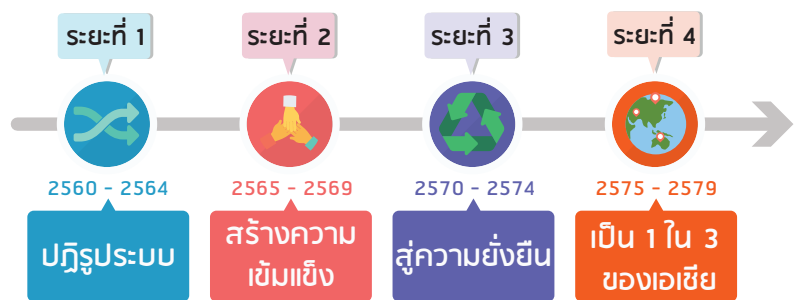 ระยะที่ 1
ระยะที่ 2
ระยะที่ 3
ระยะที่ 4
2560 - 2564
2565 - 2569
2570 - 2574
2575 - 2579
ปฏิรูประบบ
สร้างความ
เข้มแข็ง
สู่ความยั่งยืน
เป็น 1 ใน 3
ของเอเชีย